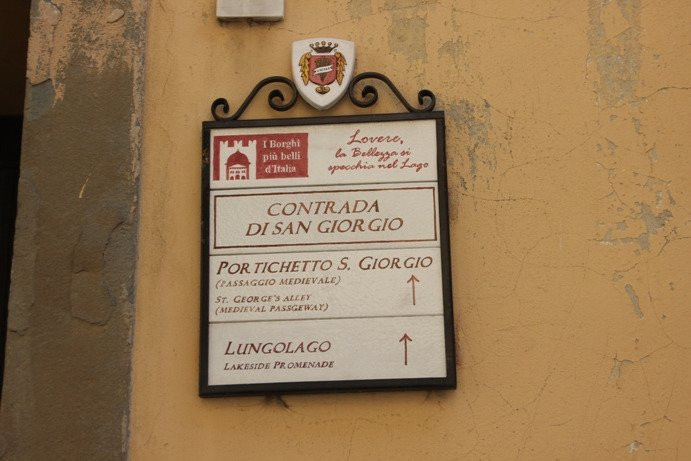 I Borghi
più belli
d'Italia
Lovere,
la Bellezza si
specchia nel Lago
CONTRADA
DI SAN GIORGIO
PORTICHETTO S. GIORGIO
(PASSAGGIO MEDIEVALE)
ST. GEORGE'S ALLEY
(MEDIEVAL PASSGEWAY)
LUNGOLAGO
LAKESIDE PROMENADE